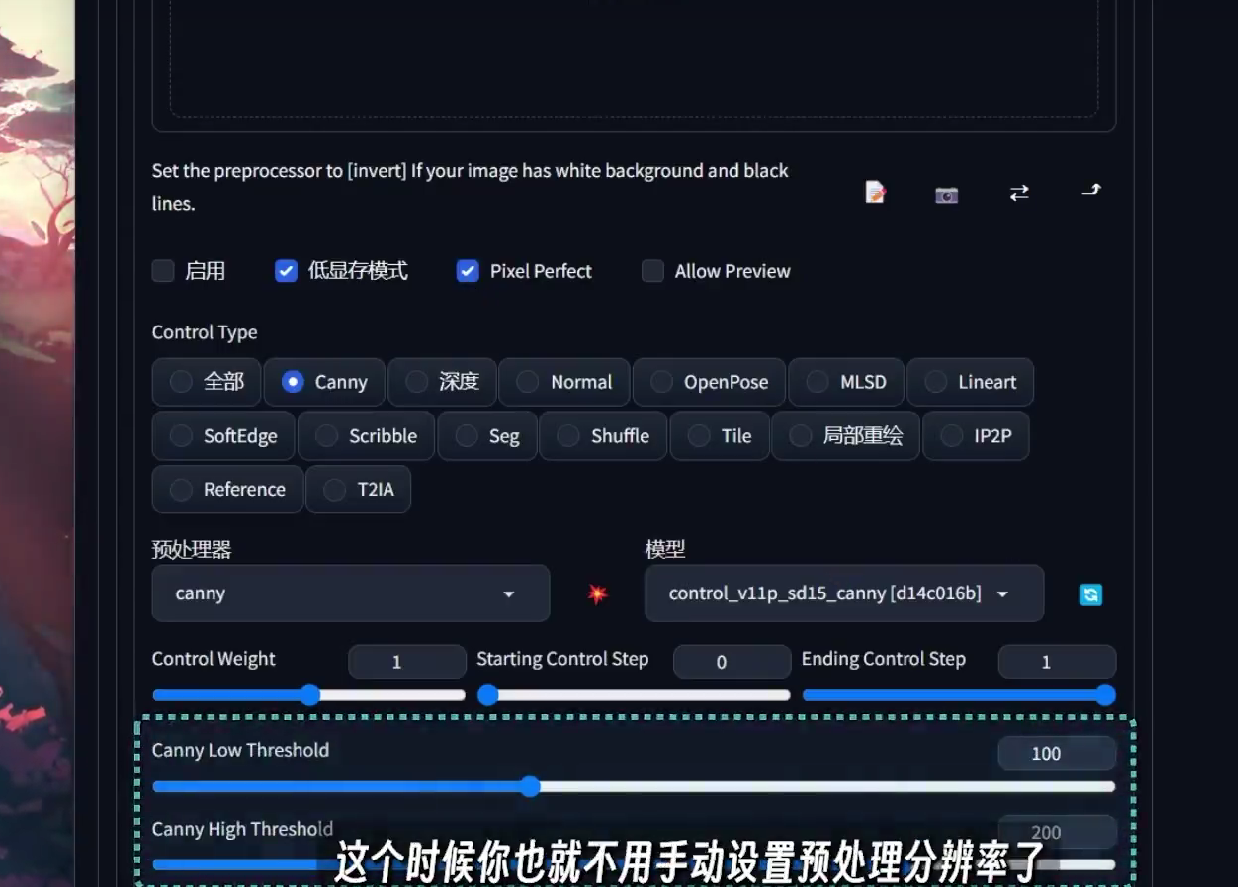 Set the preprocessor to [invert] If your image has white background and black
lines.
启用 低显存模式 Pixel Perfect Allow Preview
Control Type
全部 Canny 深度 Normal OpenPose MLSD Lineart
SoftEdge Scribble Seg Shuffle Tile 局部重绘 IP2P
Reference T2IA
预处理器 模型
canny control_v11p_sd15_canny [d14c016b]
Control Weight 1 Starting Control Step 0 Ending Control Step 1
Canny Low Threshold 100
Canny High Threshold 200
这个时候你也就不用手动设置预处理分辨率了